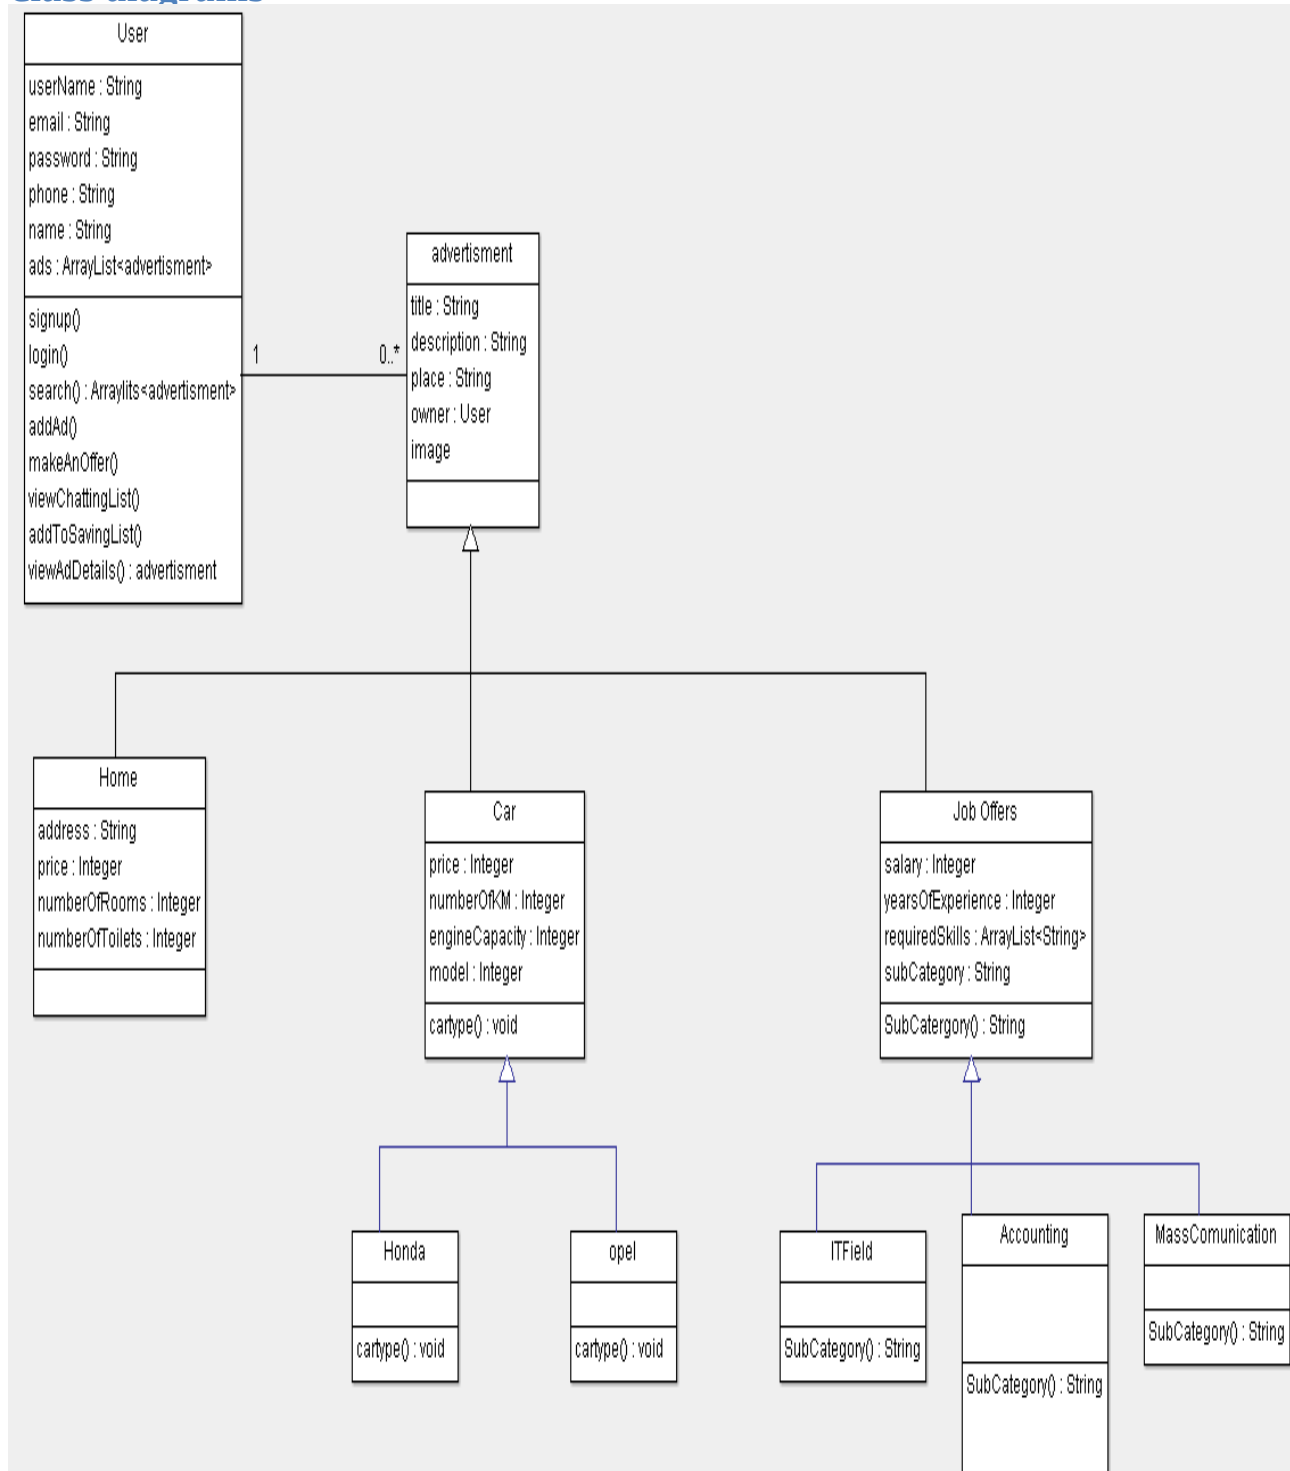 Class diagrams
User
userName : String
email : String
password : String
phone : String
name : String
ads : ArrayList<advertisment>
signup()
login()
search() : Arraylits<advertisment>
addAd()
makeAnOffer()
viewChattingList()
addToSavingList()
viewAdDetails() : advertisment
1
0..*
advertisment
title : String
description : String
place : String
owner : User
image
Home
address : String
price : Integer
numberOfRooms : Integer
numberOfToilets : Integer
Car
price : Integer
numberOfKM : Integer
engineCapacity : Integer
model : Integer
cartype() : void
Job Offers
salary : Integer
yearsOfExperience : Integer
requiredSkills : ArrayList<String>
subCategory : String
SubCatergory() : String
Honda
cartype() : void
opel
cartype() : void
ITField
SubCategory() : String
Accounting
SubCategory() : String
MassComunication
SubCategory() : String